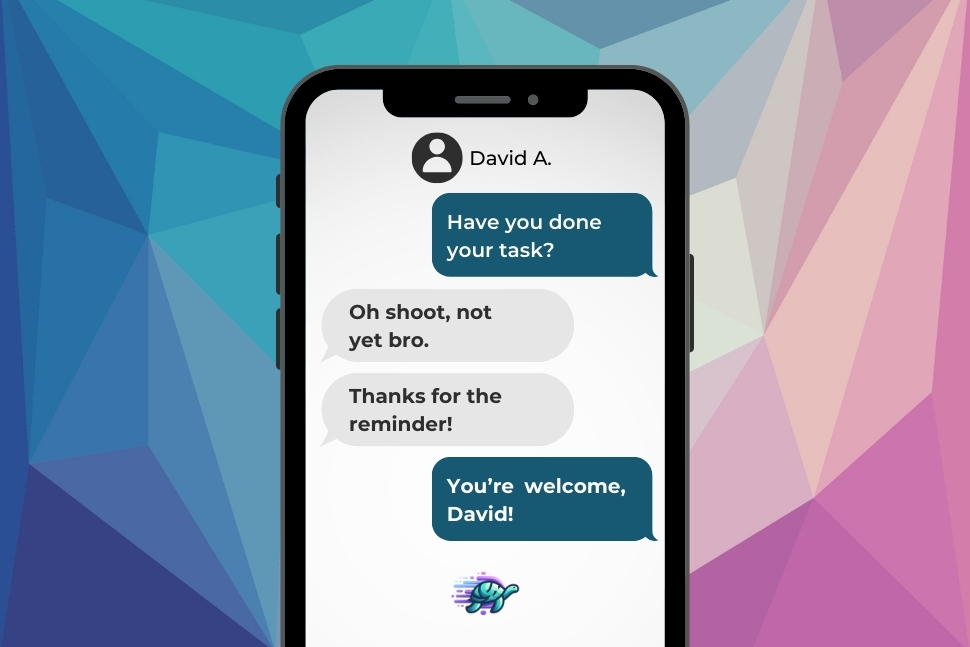 David A.
Have you done
your task?
Oh shoot, not
yet bro.
Thanks for the
reminder!
You’re  welcome,
David!